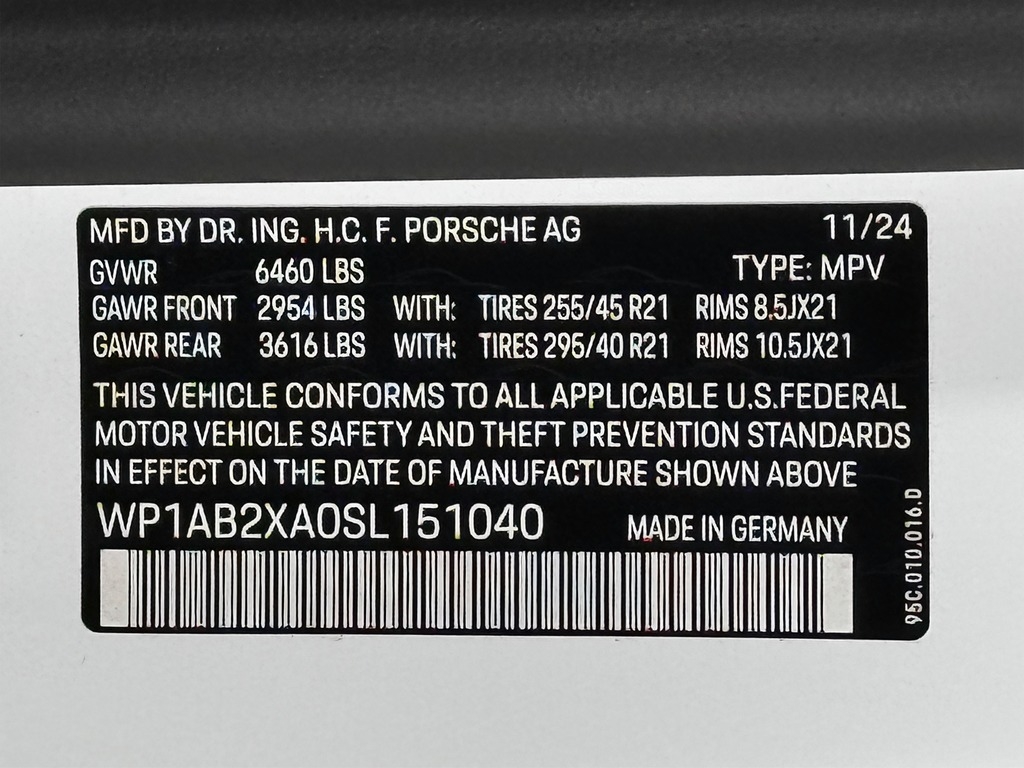 MFD BY DR. ING. H.C. F. PORSCHE AG 11/24
GVWR 6460 LBS TYPE: MPV
GAWR FRONT 2954 LBS WITH: TIRES 255/45 R21 RIMS 8.5JX21
GAWR REAR 3616 LBS WITH: TIRES 295/40 R21 RIMS 10.5JX21
THIS VEHICLE CONFORMS TO ALL APPLICABLE U.S.FEDERAL
MOTOR VEHICLE SAFETY AND THEFT PREVENTION STANDARDS
IN EFFECT ON THE DATE OF MANUFACTURE SHOWN ABOVE
WP1AB2XA0SL151040 MADE IN GERMANY
95C.010.016.D